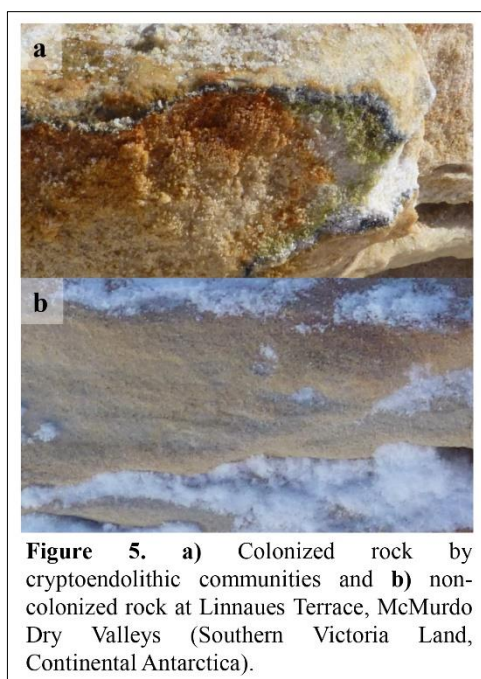 a
b
Figure 5. a) Colonized rock by
cryptoendolithic communities and b) non-
colonized rock at Linnaues Terrace, McMurdo
Dry Valleys (Southern Victoria Land,
Continental Antarctica).